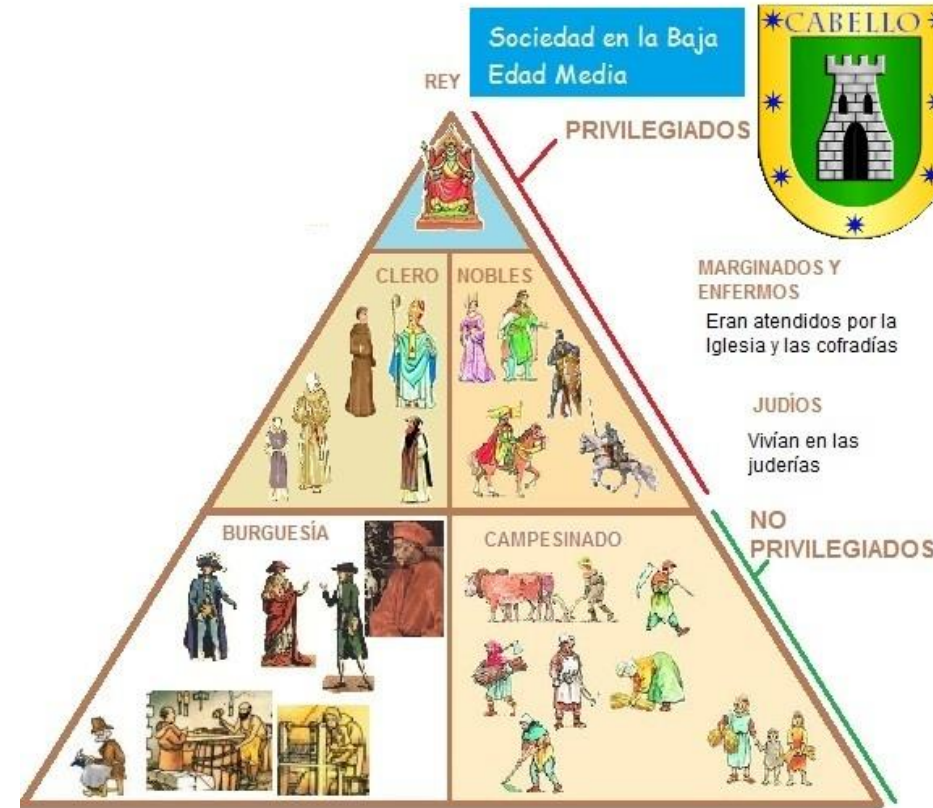 Sociedad en la Baja
Edad Media
CABELLO
REY
PRIVILEGIADOS
CLERO
NOBLES
MARGINADOS Y
ENFERMOS
Eran atendidos por la
Iglesia y las cofradías
JUDÍOS
Vivían en las
juderías
BURGUESÍA
CAMPESINADO
NO
PRIVILEGIADOS